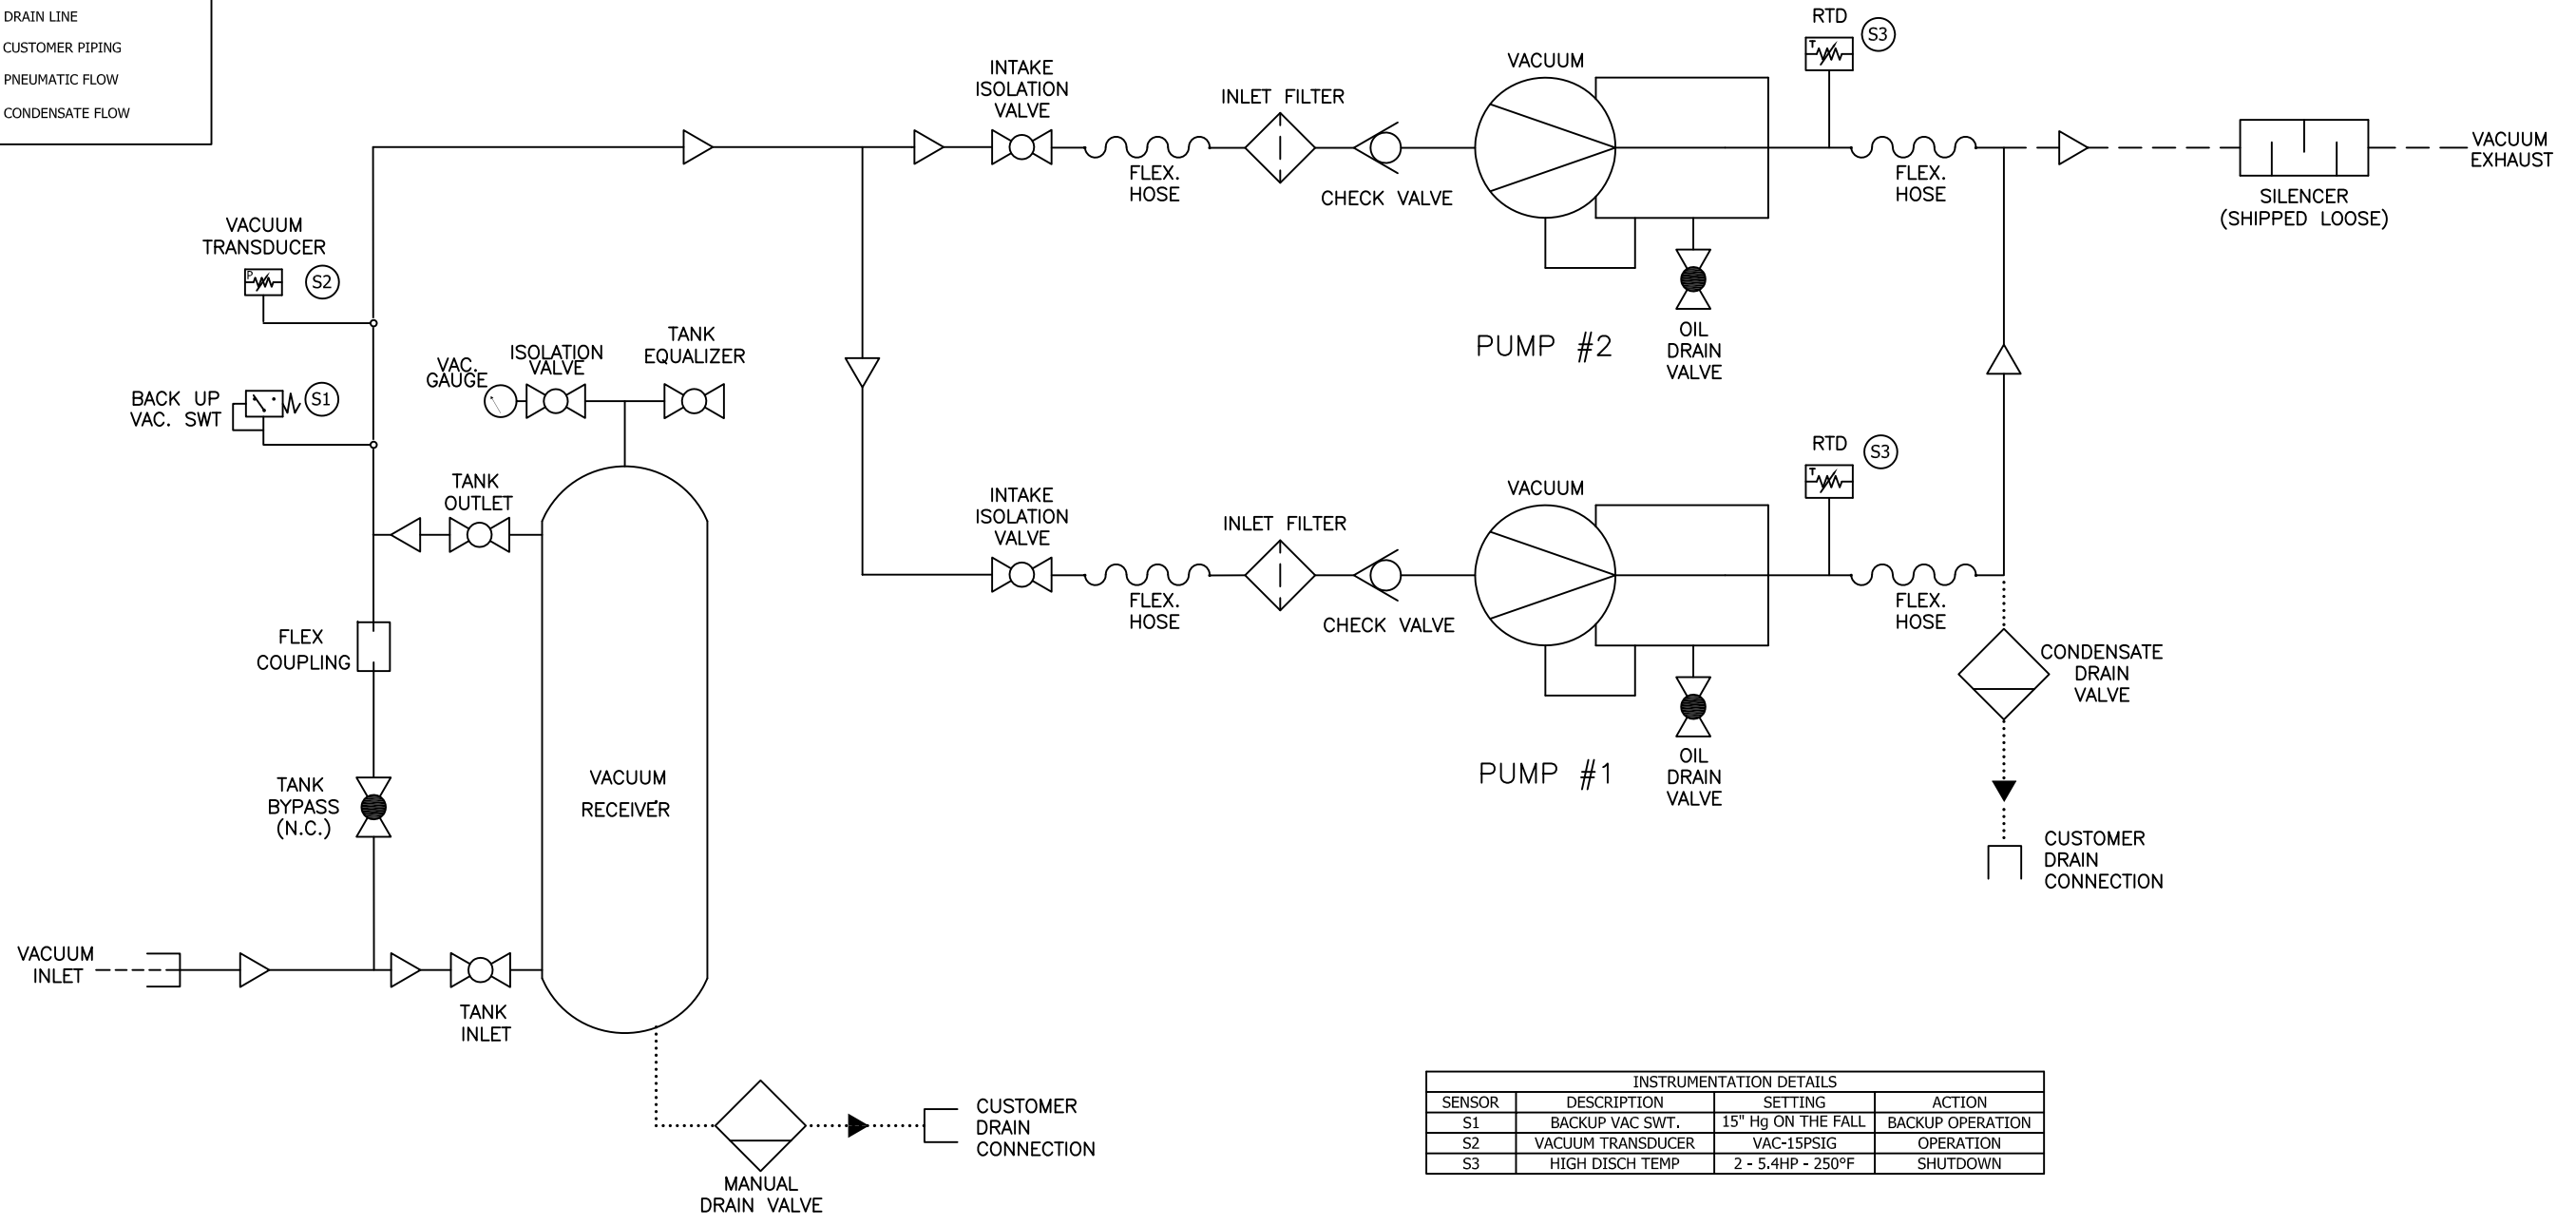 DRAIN LINE
CUSTOMER PIPING
PNEUMATIC FLOW
CONDENSATE FLOW
INTAKE
ISOLATION
VALVE
FLEX.
HOSE
INLET FILTER
CHECK VALVE
VACUUM
RTD
T
S3
FLEX.
HOSE
SILENCER
(SHIPPED LOOSE)
VACUUM
EXHAUST
OIL
DRAIN
VALVE
PUMP #2
VACUUM
TRANSDUCER
P
S2
BACK UP
VAC. SWT
S1
VAC.
GAUGE
ISOLATION
VALVE
TANK
EQUALIZER
TANK
OUTLET
FLEX
COUPLING
TANK
BYPASS
(N.C.)
VACUUM
RECEIVER
VACUUM
INLET
TANK
INLET
MANUAL
DRAIN VALVE
CUSTOMER
DRAIN
CONNECTION
INTAKE
ISOLATION
VALVE
FLEX.
HOSE
INLET FILTER
CHECK VALVE
VACUUM
RTD
T
S3
FLEX.
HOSE
OIL
DRAIN
VALVE
PUMP #1
CONDENSATE
DRAIN
VALVE
CUSTOMER
DRAIN
CONNECTION
INSTRUMENTATION DETAILS
SENSOR DESCRIPTION SETTING ACTION
S1 BACKUP VAC SWT. 15" Hg ON THE FALL BACKUP OPERATION
S2 VACUUM TRANSDUCER VAC-15PSIG OPERATION
S3 HIGH DISCH TEMP 2 - 5.4HP - 250°F SHUTDOWN